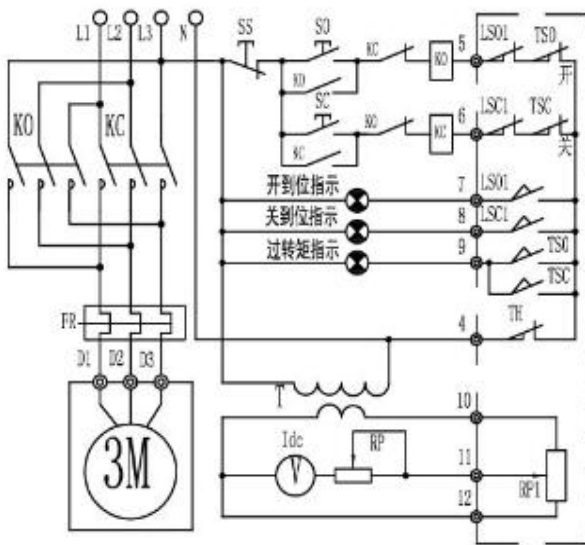 L1 L2 L3 N
SS SO KC KO 5 LSO1 TSO
KO 开
SC KO KC 6 LSC1 TSC
KC 关
KO KC
开到位指示 7 LSO1
关到位指示 8 LSC1
过转矩指示 9 TSO
TSC
FR 4 TH
D1 D2 D3
T
10
Idc RP 11
V RP1
3M 12